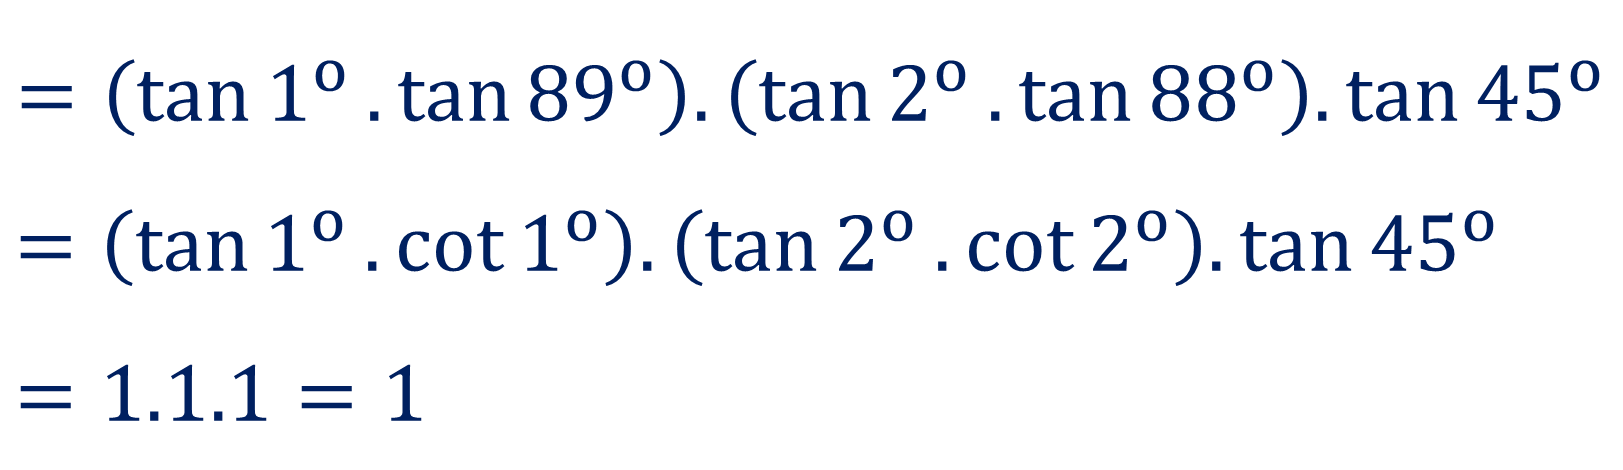 = (tan 1º . tan 89º). (tan 2º . tan 88º). tan 45º
= (tan 1º . cot 1º). (tan 2º . cot 2º). tan 45º
= 1.1.1 = 1